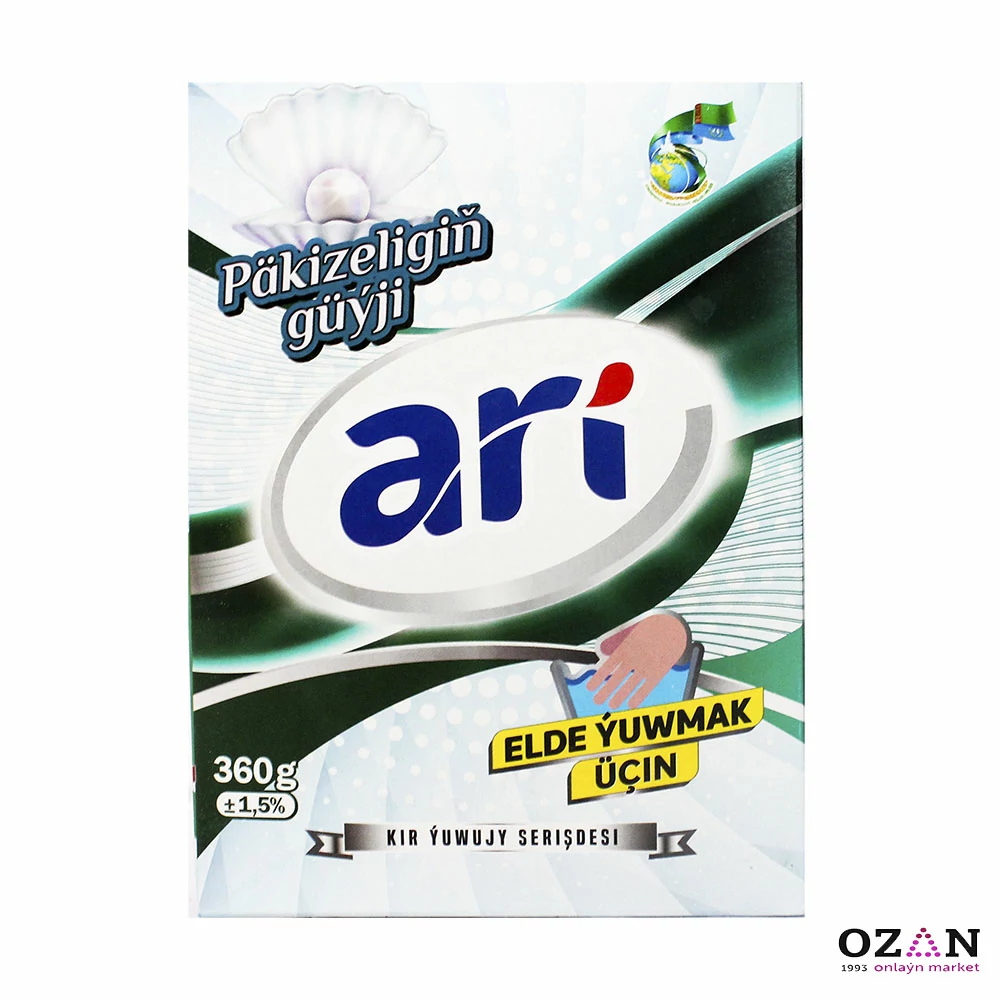 Päkizeligiň
güýji
ari
ELDE ÝUWMAK
ÜÇIN
360g
±1,5%
KIR ÝUWUJY SERIŞDESI
OZAN
1993 onlaýn market